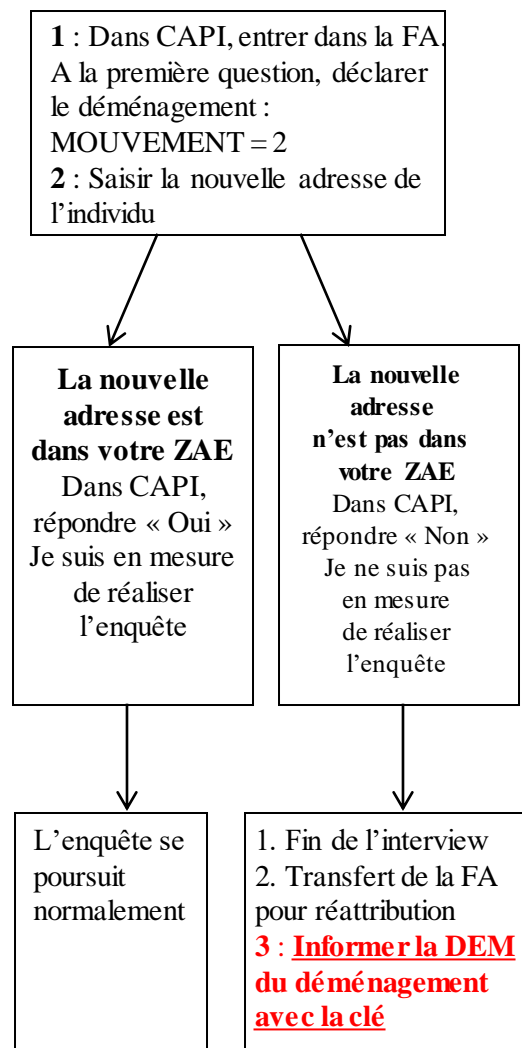 1 : Dans CAPI, entrer dans la FA.
A la première question, déclarer
le déménagement :
MOUVEMENT = 2
2 : Saisir la nouvelle adresse de
l’individu
La nouvelle
adresse est
dans votre ZAE
Dans CAPI,
répondre « Oui »
Je suis en mesure
de réaliser
l’enquête
La nouvelle
adresse
n’est pas dans
votre ZAE
Dans CAPI,
répondre « Non »
Je ne suis pas
en mesure
de réaliser
l’enquête
L’enquête se
poursuit
normalement
1. Fin de l’interview
2. Transfert de la FA
pour réattribution
3 : Informer la DEM
du déménagement
avec la clé